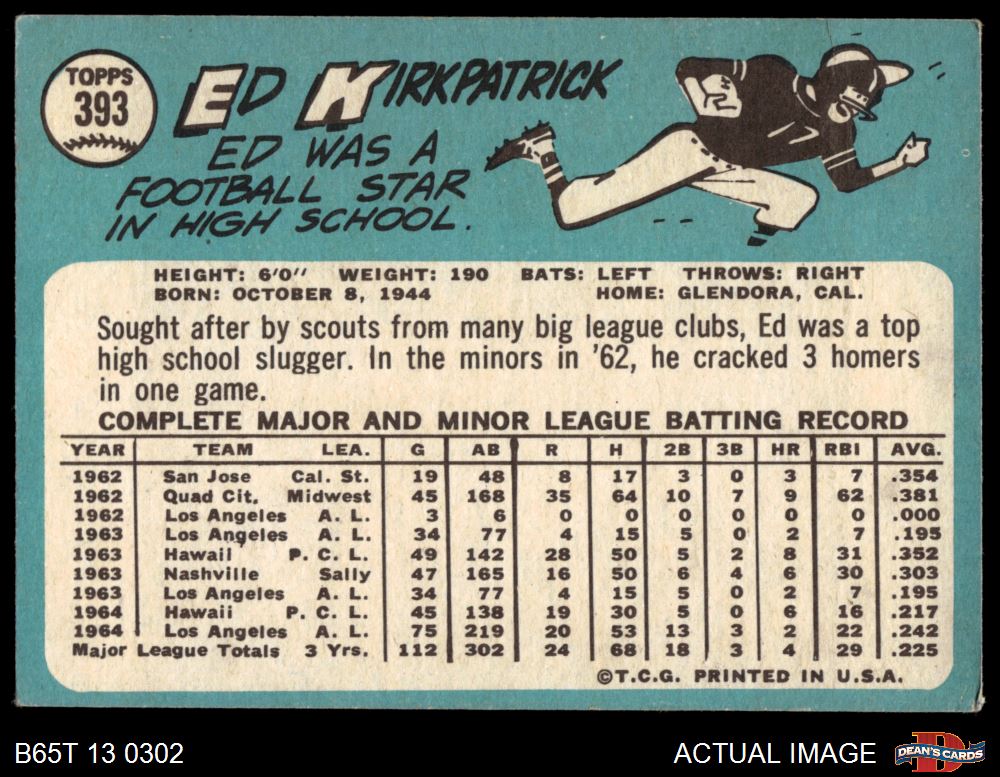 TOPPS
393
ED KIRKPATRICK
ED WAS A
FOOTBALL STAR
IN HIGH SCHOOL.
HEIGHT: 6'0" WEIGHT: 190 BATS: LEFT THROWS: RIGHT
BORN: OCTOBER 8, 1944 HOME: GLENDORA, CAL.
Sought after by scouts from many big league clubs, Ed was a top
high school slugger. In the minors in '62, he cracked 3 homers
in one game.
COMPLETE MAJOR AND MINOR LEAGUE BATTING RECORD
YEAR TEAM LEA. G AB R H 2B 3B HR RBI AVG.
1962 San Jose Cal. St. 19 48 8 17 3 0 3 7 .354
1962 Quad Cit. Midwest 45 168 35 64 10 7 9 62 .381
1962 Los Angeles A. L. 3 6 0 0 0 0 0 0 .000
1963 Los Angeles A. L. 34 77 4 15 5 0 2 7 .195
1963 Hawaii P. C. L. 49 142 28 50 5 2 8 31 .352
1963 Nashville Sally 47 165 16 50 6 4 6 30 .303
1963 Los Angeles A. L. 34 77 4 15 5 0 2 7 .195
1964 Hawaii P. C. L. 45 138 19 30 5 0 6 16 .217
1964 Los Angeles A. L. 75 219 20 53 13 3 2 22 .242
Major League Totals 3 Yrs. 112 302 24 68 18 3 4 29 .225
©T.C.G. PRINTED IN U.S.A.
B65T 13 0302 ACTUAL IMAGE D DEAN'S CARDS